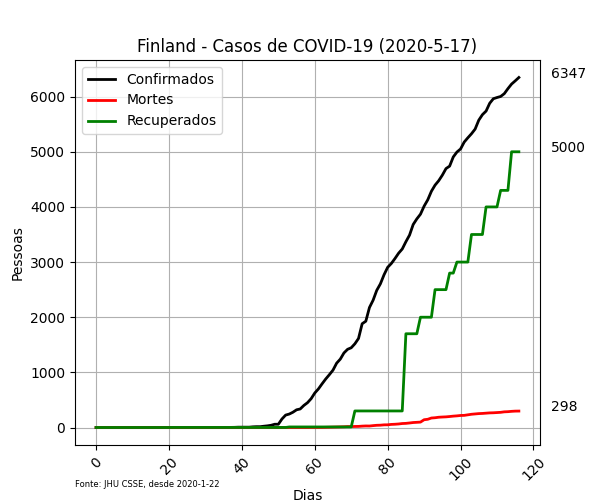 Finland - Casos de COVID-19 (2020-5-17)
Confirmados
Mortes
Recuperados
6347
5000
298
Pessoas
6000
5000
4000
3000
2000
1000
0
0
20
40
60
80
100
120
Dias
Fonte: JHU CSSE, desde 2020-1-22